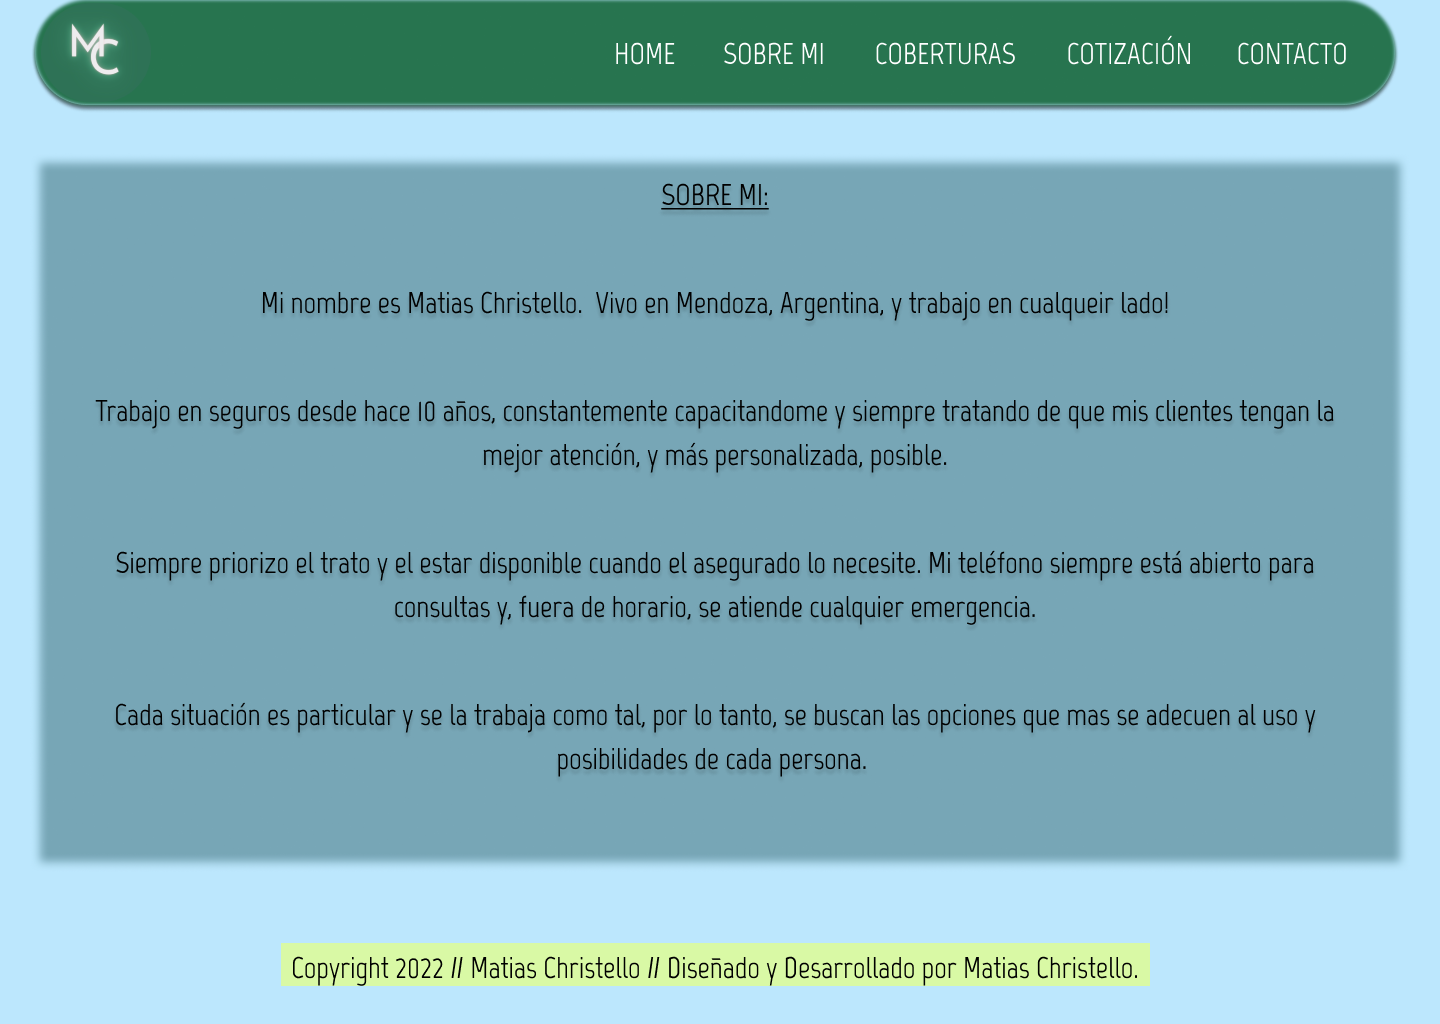 MC
HOME SOBRE MI COBERTURAS COTIZACIÓN CONTACTO
SOBRE MI:
Mi nombre es Matias Christello. Vivo en Mendoza, Argentina, y trabajo en cualqueir lado!
Trabajo en seguros desde hace 10 años, constantemente capacitandome y siempre tratando de que mis clientes tengan la
mejor atención, y más personalizada, posible.
Siempre priorizo el trato y el estar disponible cuando el asegurado lo necesite. Mi teléfono siempre está abierto para
consultas y, fuera de horario, se atiende cualquier emergencia.
Cada situación es particular y se la trabaja como tal, por lo tanto, se buscan las opciones que mas se adecuen al uso y
posibilidades de cada persona.
Copyright 2022 // Matias Christello // Diseñado y Desarrollado por Matias Christello.